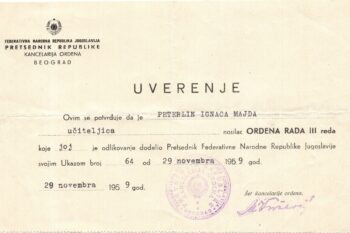 FEDERATIVNA NARODNA REPUBLIKA JUGOSLAVIJA
PRETSEDNIK REPUBLIKE
KANCELARIJA ORDENA
BEOGRAD
UVERENJE
Ovim se potvrđuje da je PETERLIN IGNACA MAJDA
učiteljica nosilac ORDENA RADA III reda
koje joj je odlikovanje dodelio Pretsednik Federativne Narodne Republike Jugoslavije
svojim Ukazom broj 64 od 29 novembra 1959 god.
29 novembra 1959 god.
Šef kancelarije ordena,